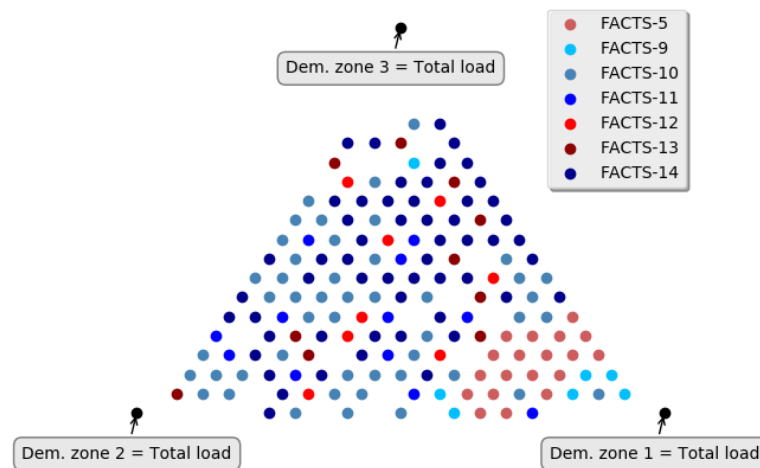 FACTS-5
FACTS-9
FACTS-10
FACTS-11
FACTS-12
FACTS-13
FACTS-14
Dem. zone 3 = Total load
Dem. zone 2 = Total load
Dem. zone 1 = Total load